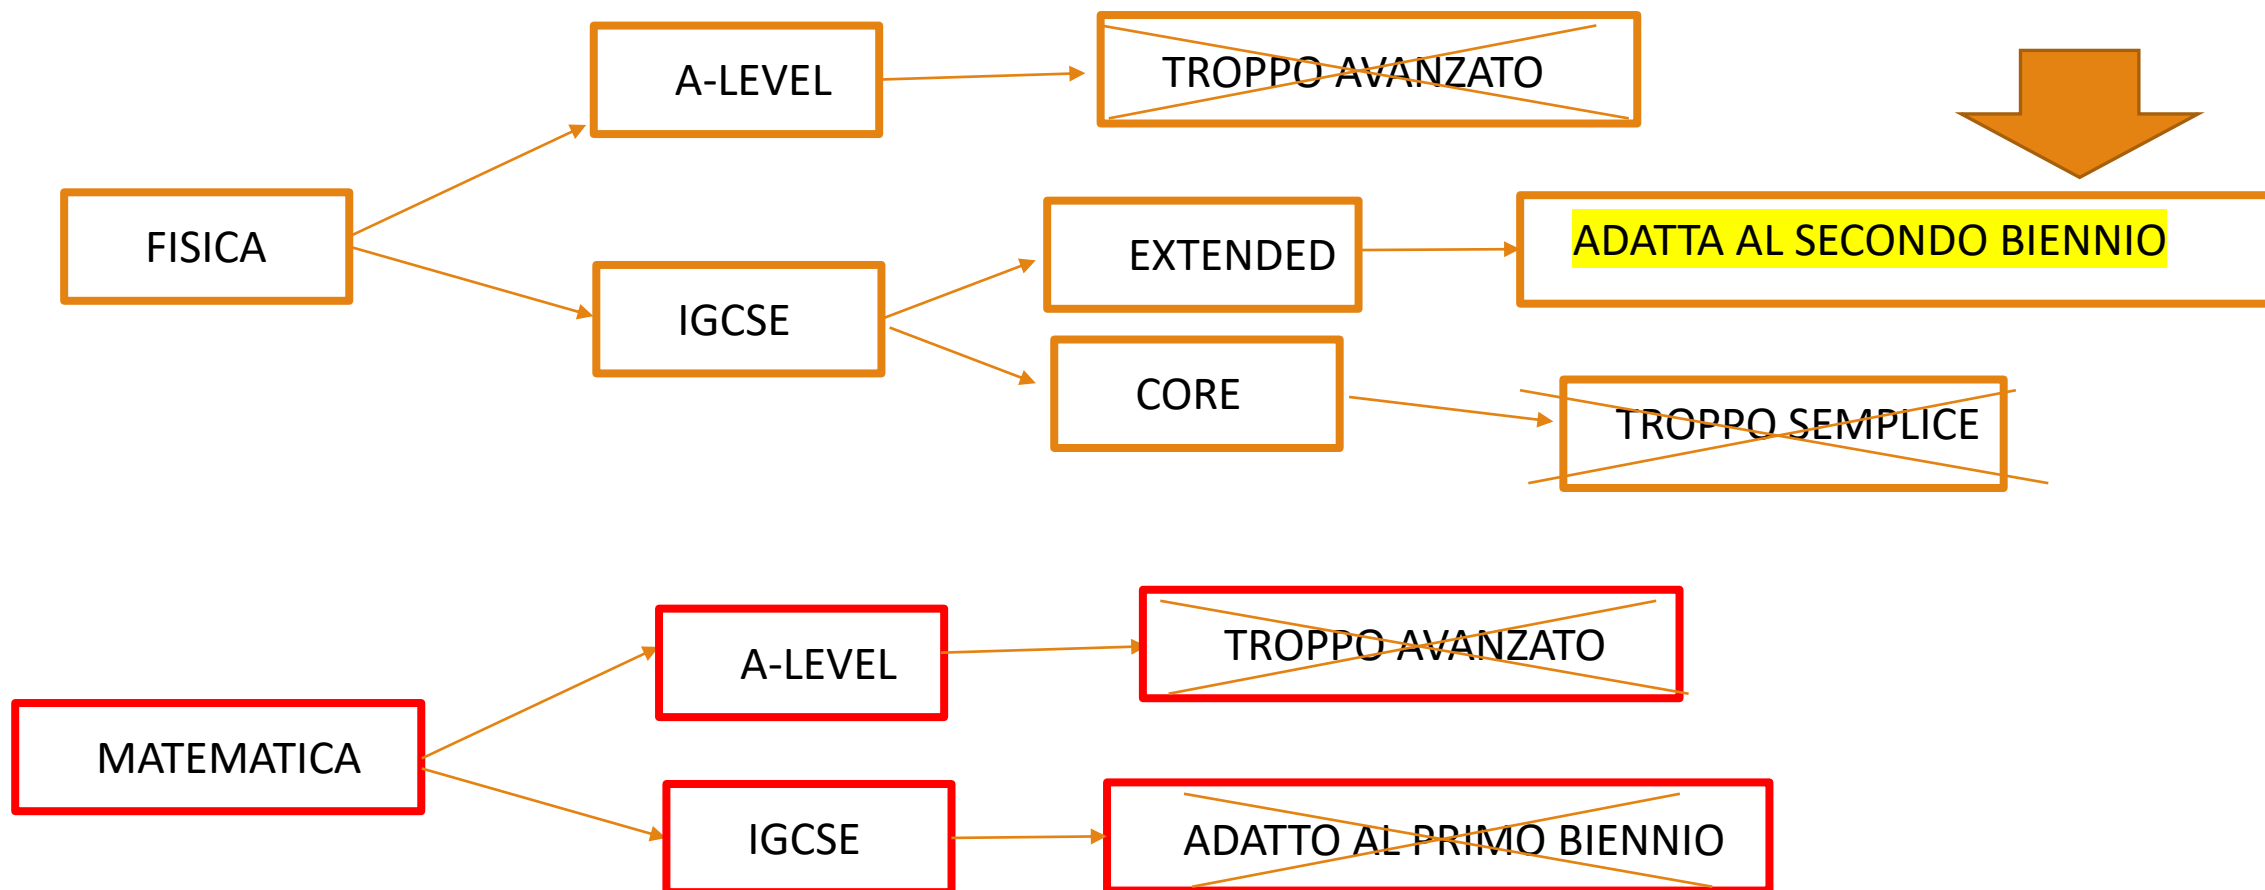 A-LEVEL
TROPPO AVANZATO
FISICA
EXTENDED
ADATTA AL SECONDO BIENNIO
IGCSE
CORE
TROPPO SEMPLICE
A-LEVEL
TROPPO AVANZATO
MATEMATICA
IGCSE
ADATTO AL PRIMO BIENNIO